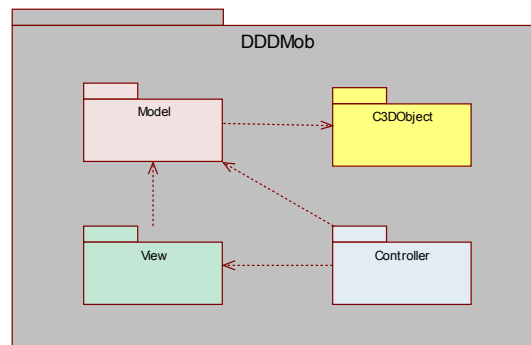 DDDMob
Model
C3DObject
View
Controller